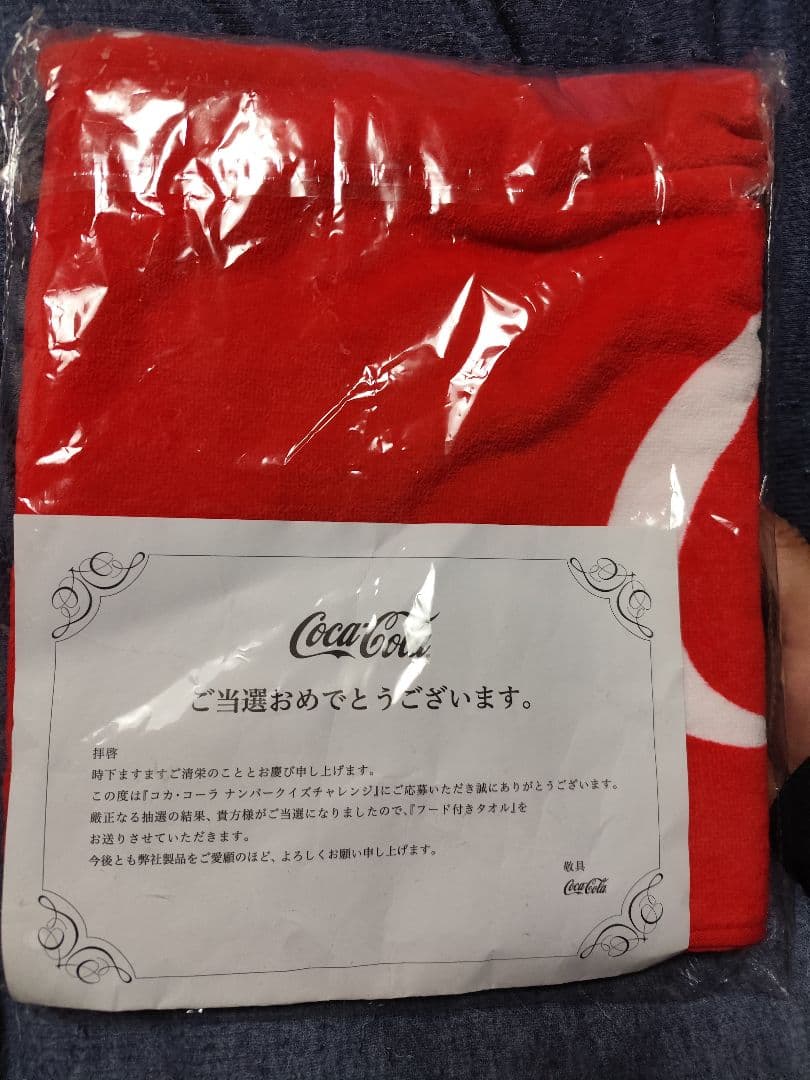 Coca-Cola
ご当選おめでとうございます。
拝啓
時下ますますご清栄のこととお慶び申し上げます。
この度は『コカ・コーラ ナンバークイズチャレンジ』にご応募いただき誠にありがとうございます。
厳正なる抽選の結果、貴方様がご当選になりましたので、『フード付きタオル』を
お送りさせていただきます。
今後とも弊社製品をご愛顧のほど、よろしくお願い申し上げます。
敬具
Coca-Cola